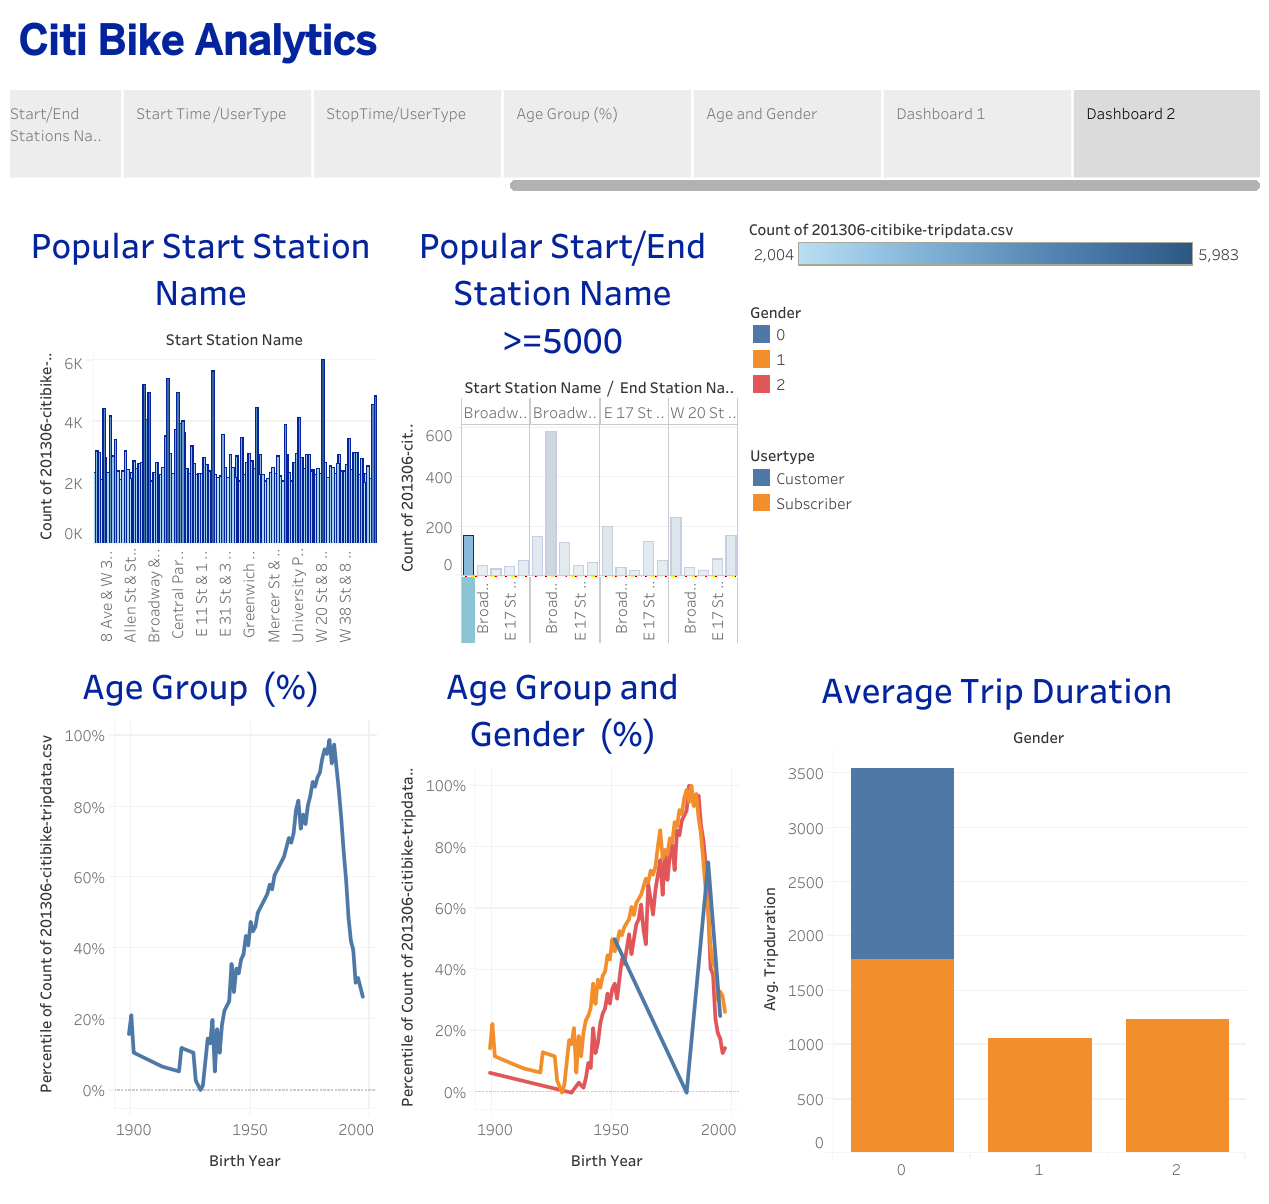 Citi Bike Analytics
Start/End
Stations Na..
Start Time /UserType
StopTime/UserType
Age Group (%)
Age and Gender
Dashboard 1
Dashboard 2
Popular Start Station
Name
Start Station Name
Count of 201306-citibike-..
6K
4K
2K
0K
8 Ave & W 3..
Allen St & St..
Broadway &..
Central Par..
E 11 St & 1 ..
E 31 St & 3 ..
Greenwich ..
Mercer St & ..
University P..
W 20 St & 8..
W 38 St & 8..
Popular Start/End
Station Name
>=5000
Start Station Name / End Station Na..
Broadw..
Broadw..
E 17 St ..
W 20 St ..
Count of 201306-cit..
600
400
200
0
Broad..
E 17 St ..
Broad..
E 17 St ..
Broad..
E 17 St ..
Broad..
E 17 St ..
Count of 201306-citibike-tripdata.csv
2,004
5,983
Gender
0
1
2
Usertype
Customer
Subscriber
Age Group (%)
Percentile of Count of 201306-citibike-tripdata.csv
100%
80%
60%
40%
20%
0%
1900
1950
2000
Birth Year
Age Group and
Gender (%)
Percentile of Count of 201306-citibike-tripdata..
100%
80%
60%
40%
20%
0%
1900
1950
2000
Birth Year
Average Trip Duration
Gender
Avg. Tripduration
3500
3000
2500
2000
1500
1000
500
0
0
1
2